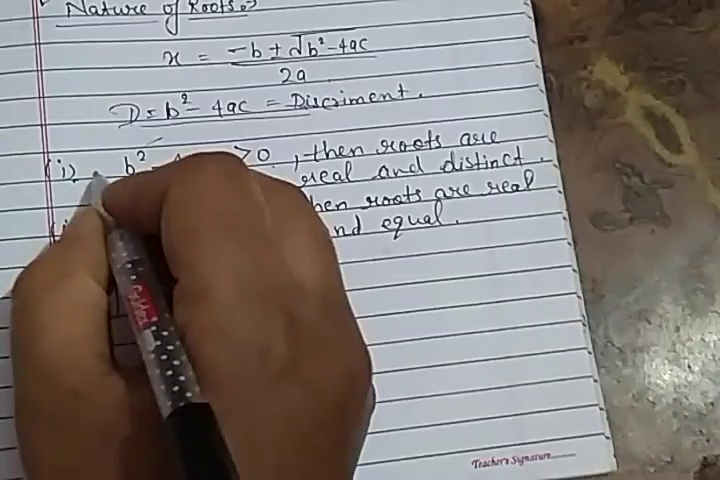 Nature of Roots
x = -b ± √b² - 4ac
2a
D = b² - 4ac = Discriment.
(i) b² >0, then roots are
real and distinct.
hen roots are real
nd equal.
Teacher's Signature